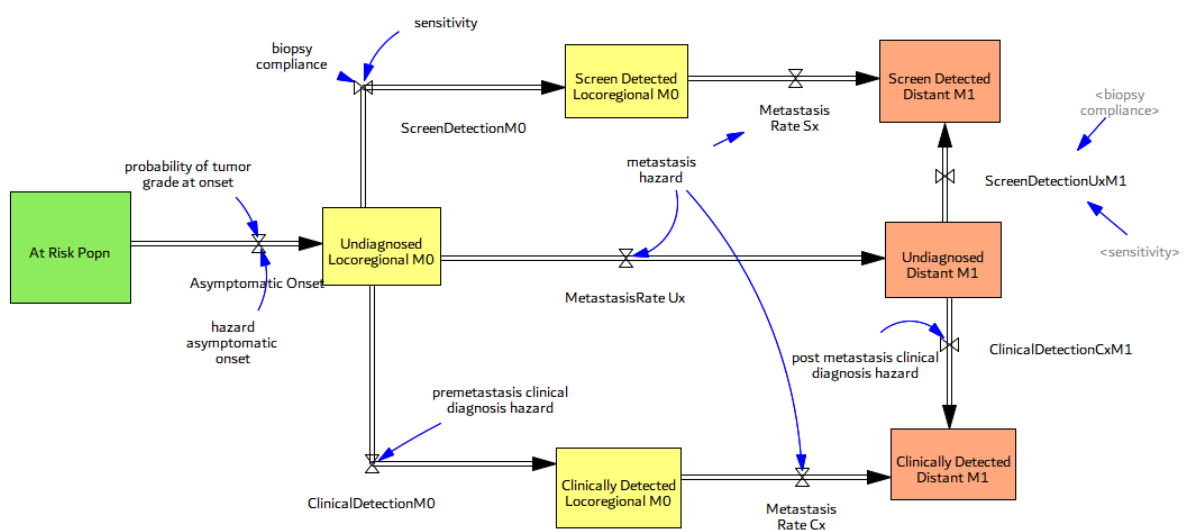 sensitivity
biopsy
compliance
Screen Detected
Locoregional M0
Screen Detected
Distant M1
<biopsy
compliance>
Metastasis
Rate Sx
ScreenDetectionM0
probability of tumor
grade at onset
metastasis
hazard
ScreenDetectionUxM1
At Risk Popn
Undiagnosed
Locoregional M0
Undiagnosed
Distant M1
<sensitivity>
Asymptomatic Onset
MetastasisRate Ux
hazard
asymptomatic
onset
post metastasis clinical
diagnosis hazard
ClinicalDetectionCxM1
premetastasis clinical
diagnosis hazard
Clinically Detected
Locoregional M0
Clinically Detected
Distant M1
ClinicalDetectionM0
Metastasis
Rate Cx